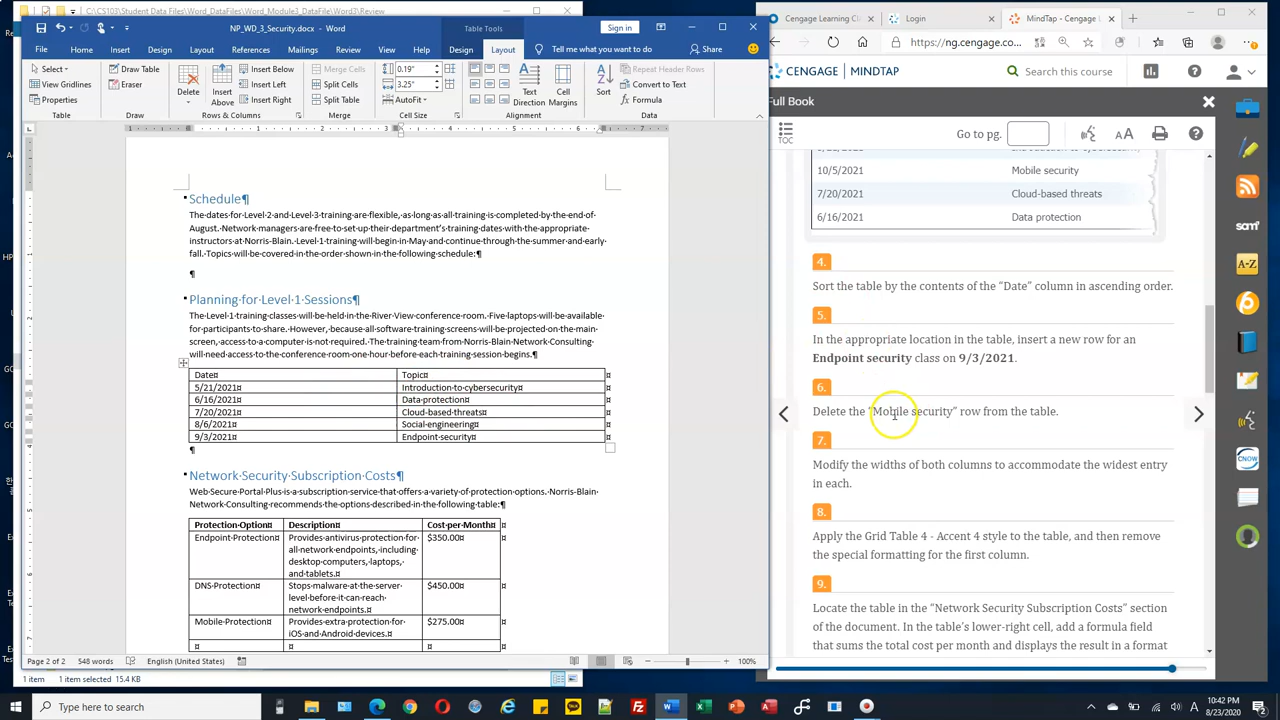 C:\CS103\Student Data Files\Word_DataFiles\Word_Module3_DataFile\Word3\Review
NP_WD_3_Security.docx - Word
Table Tools
Sign in
File Home Insert Design Layout References Mailings Review View Help Design Layout Tell me what you want to do Share
Select
View Gridlines
Properties
Table
Draw Table
Eraser
Draw
Delete
Insert Above
Insert Below
Insert Left
Insert Right
Rows & Columns
Merge Cells
Split Cells
Split Table
Merge
0.19"
3.25"
AutoFit
Cell Size
Text Direction
Cell Margins
Alignment
Sort
Repeat Header Rows
Convert to Text
Formula
Data
Schedule¶
The dates for Level-2 and Level-3 training are flexible, as long as all training is completed by the end of
August. Network managers are free to set up their department's training dates with the appropriate
instructors at Norris-Blain. Level-1 training will begin in May and continue through the summer and early
fall. Topics will be covered in the order shown in the following schedule:¶
¶
Planning for Level 1 Sessions¶
The Level-1 training classes will be held in the River View conference room. Five laptops will be available
for participants to share. However, because all software training screens will be projected on the main
screen, access to a computer is not required. The training team from Norris-Blain Network Consulting
will need access to the conference room one hour before each training session begins.¶
Date¤ Topic¤ ¤
5/21/2021¤ Introduction to cybersecurity¤ ¤
6/16/2021¤ Data protection¤ ¤
7/20/2021¤ Cloud-based threats¤ ¤
8/6/2021¤ Social engineering¤ ¤
9/3/2021¤ Endpoint security¤ ¤
¶
Network Security Subscription Costs¶
Web Secure Portal Plus is a subscription service that offers a variety of protection options. Norris-Blain
Network Consulting recommends the options described in the following table:¶
Protection Option¤ Description¤ Cost per Month¤ ¤
Endpoint Protection¤ Provides antivirus protection for $350.00¤ ¤
all network endpoints, including
desktop computers, laptops,
and tablets.¤
DNS Protection¤ Stops malware at the server $450.00¤ ¤
level before it can reach
network endpoints.¤
Mobile Protection¤ Provides extra protection for $275.00¤ ¤
iOS and Android devices.¤
¤ ¤ ¤ ¤
Page 2 of 2 548 words English (United States) 100%
1 item 1 item selected 15.4 KB
Cengage Learning Login MindTap - Cengage L
https://ng.cengage.co...
CENGAGE MINDTAP
Search this course
Full Book
TOC
Go to pg.
AA
10/5/2021 Mobile security
7/20/2021 Cloud-based threats
6/16/2021 Data protection
4.
Sort the table by the contents of the “Date” column in ascending order.
5.
In the appropriate location in the table, insert a new row for an
Endpoint security class on 9/3/2021.
6.
Delete the “Mobile security” row from the table.
7.
Modify the widths of both columns to accommodate the widest entry
in each.
8.
Apply the Grid Table 4 - Accent 4 style to the table, and then remove
the special formatting for the first column.
9.
Locate the table in the “Network Security Subscription Costs” section
of the document. In the table's lower-right cell, add a formula field
that sums the total cost per month and displays the result in a format
sam
A-Z
CNOW
Type here to search
10:42 PM
8/23/2020